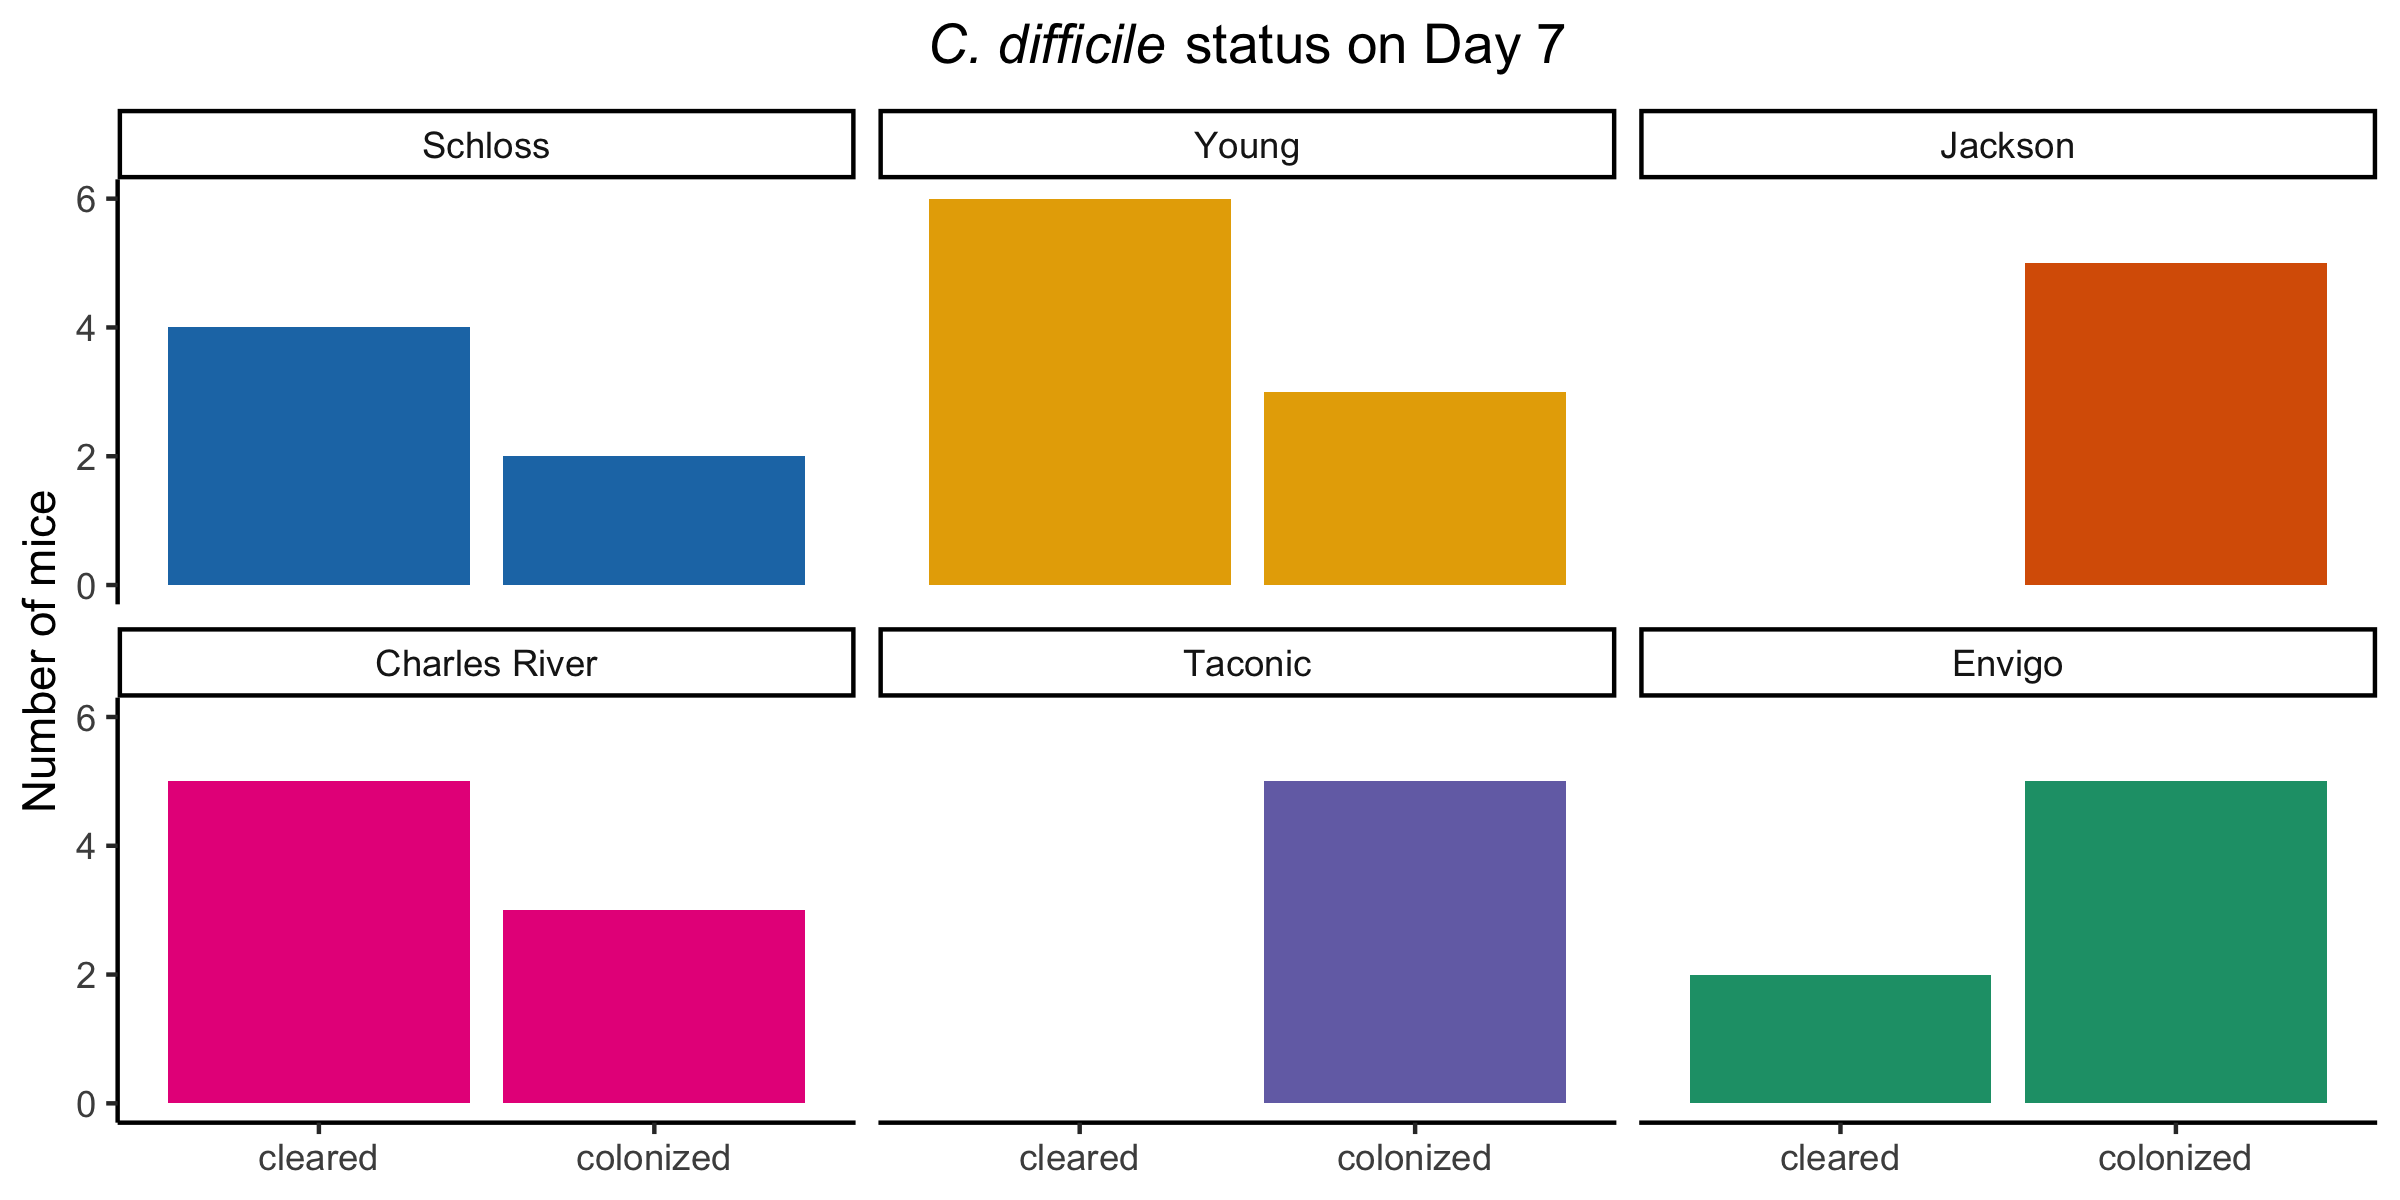 C. difficile status on Day 7
Schloss
Young
Jackson
6
4
2
0
Number of mice
Charles River
Taconic
Envigo
6
4
2
0
cleared
colonized
cleared
colonized
cleared
colonized